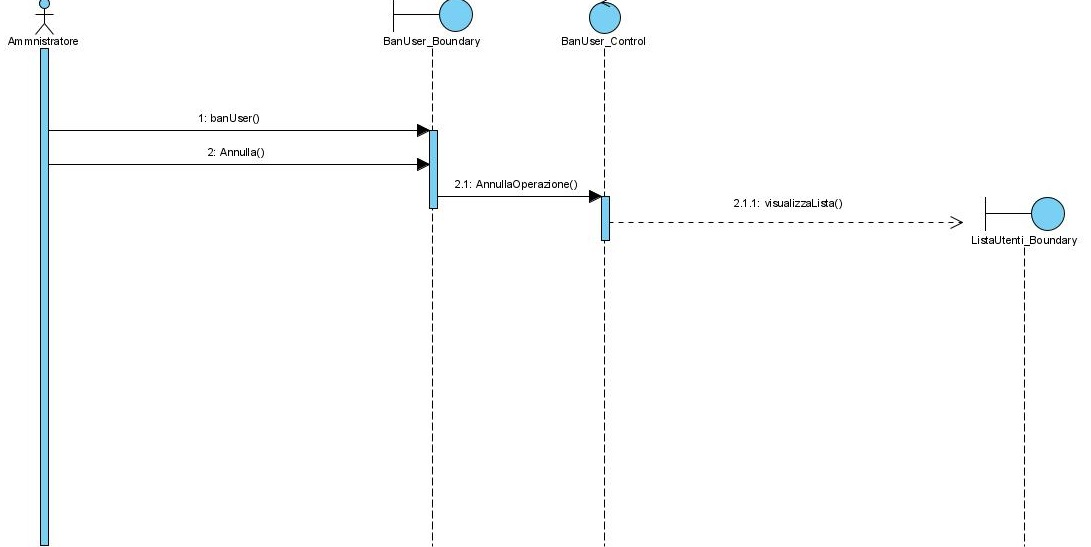 Ammnistratore
BanUser_Boundary
BanUser_Control
1: banUser()
2: Annulla()
2.1: AnnullaOperazione()
2.1.1: visualizzaLista()
ListaUtenti_Boundary